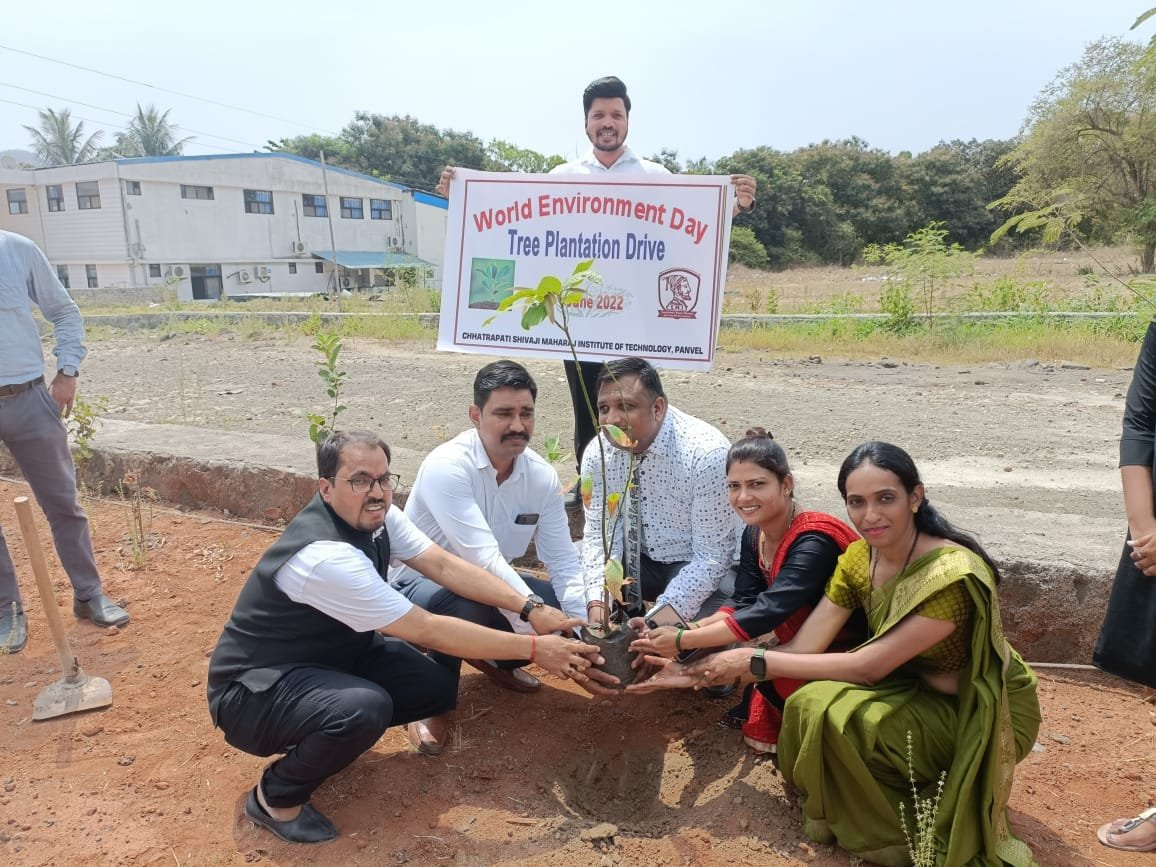 World Environment Day
Tree Plantation Drive
June 2022
CHHATRAPATI SHIVAJI MAHARAJ INSTITUTE OF TECHNOLOGY, PANVEL